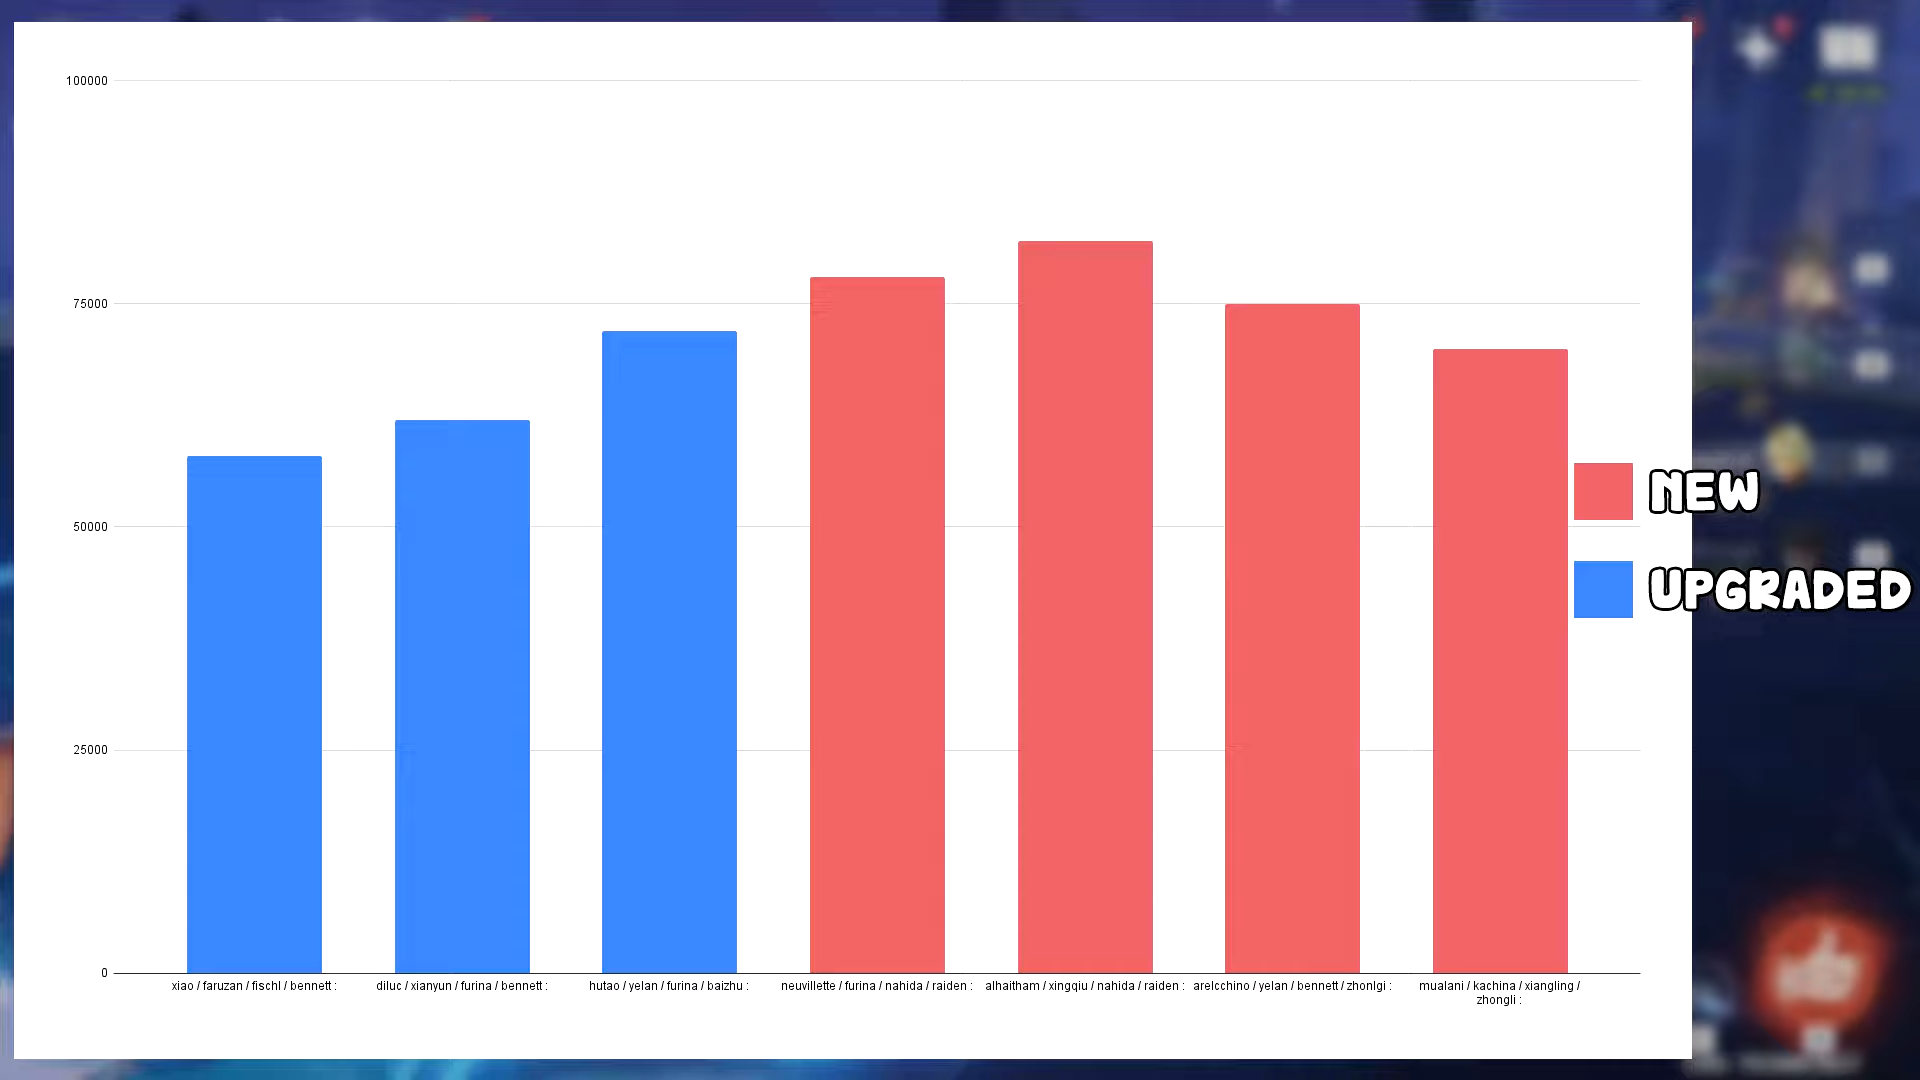 100000
75000
50000
25000
0
xiao / faruzan / fischl / bennett :
diluc / xianyun / furina / bennett :
hutao / yelan / furina / baizhu :
neuvillette / furina / nahida / raiden :
alhaitham / xingqiu / nahida / raiden :
arelcchino / yelan / bennett / zhonlgi :
mualani / kachina / xiangling /
zhongli :
NEW
UPGRADED